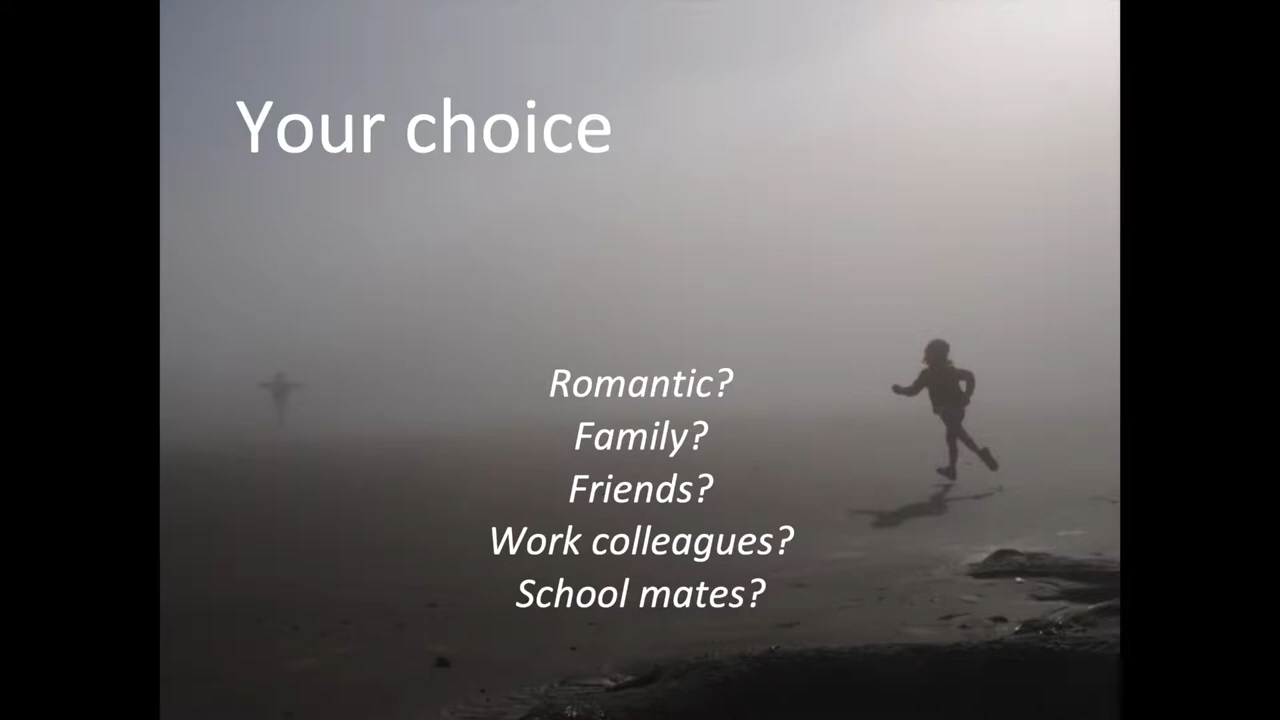 Your choice
Romantic?
Family?
Friends?
Work colleagues?
School mates?